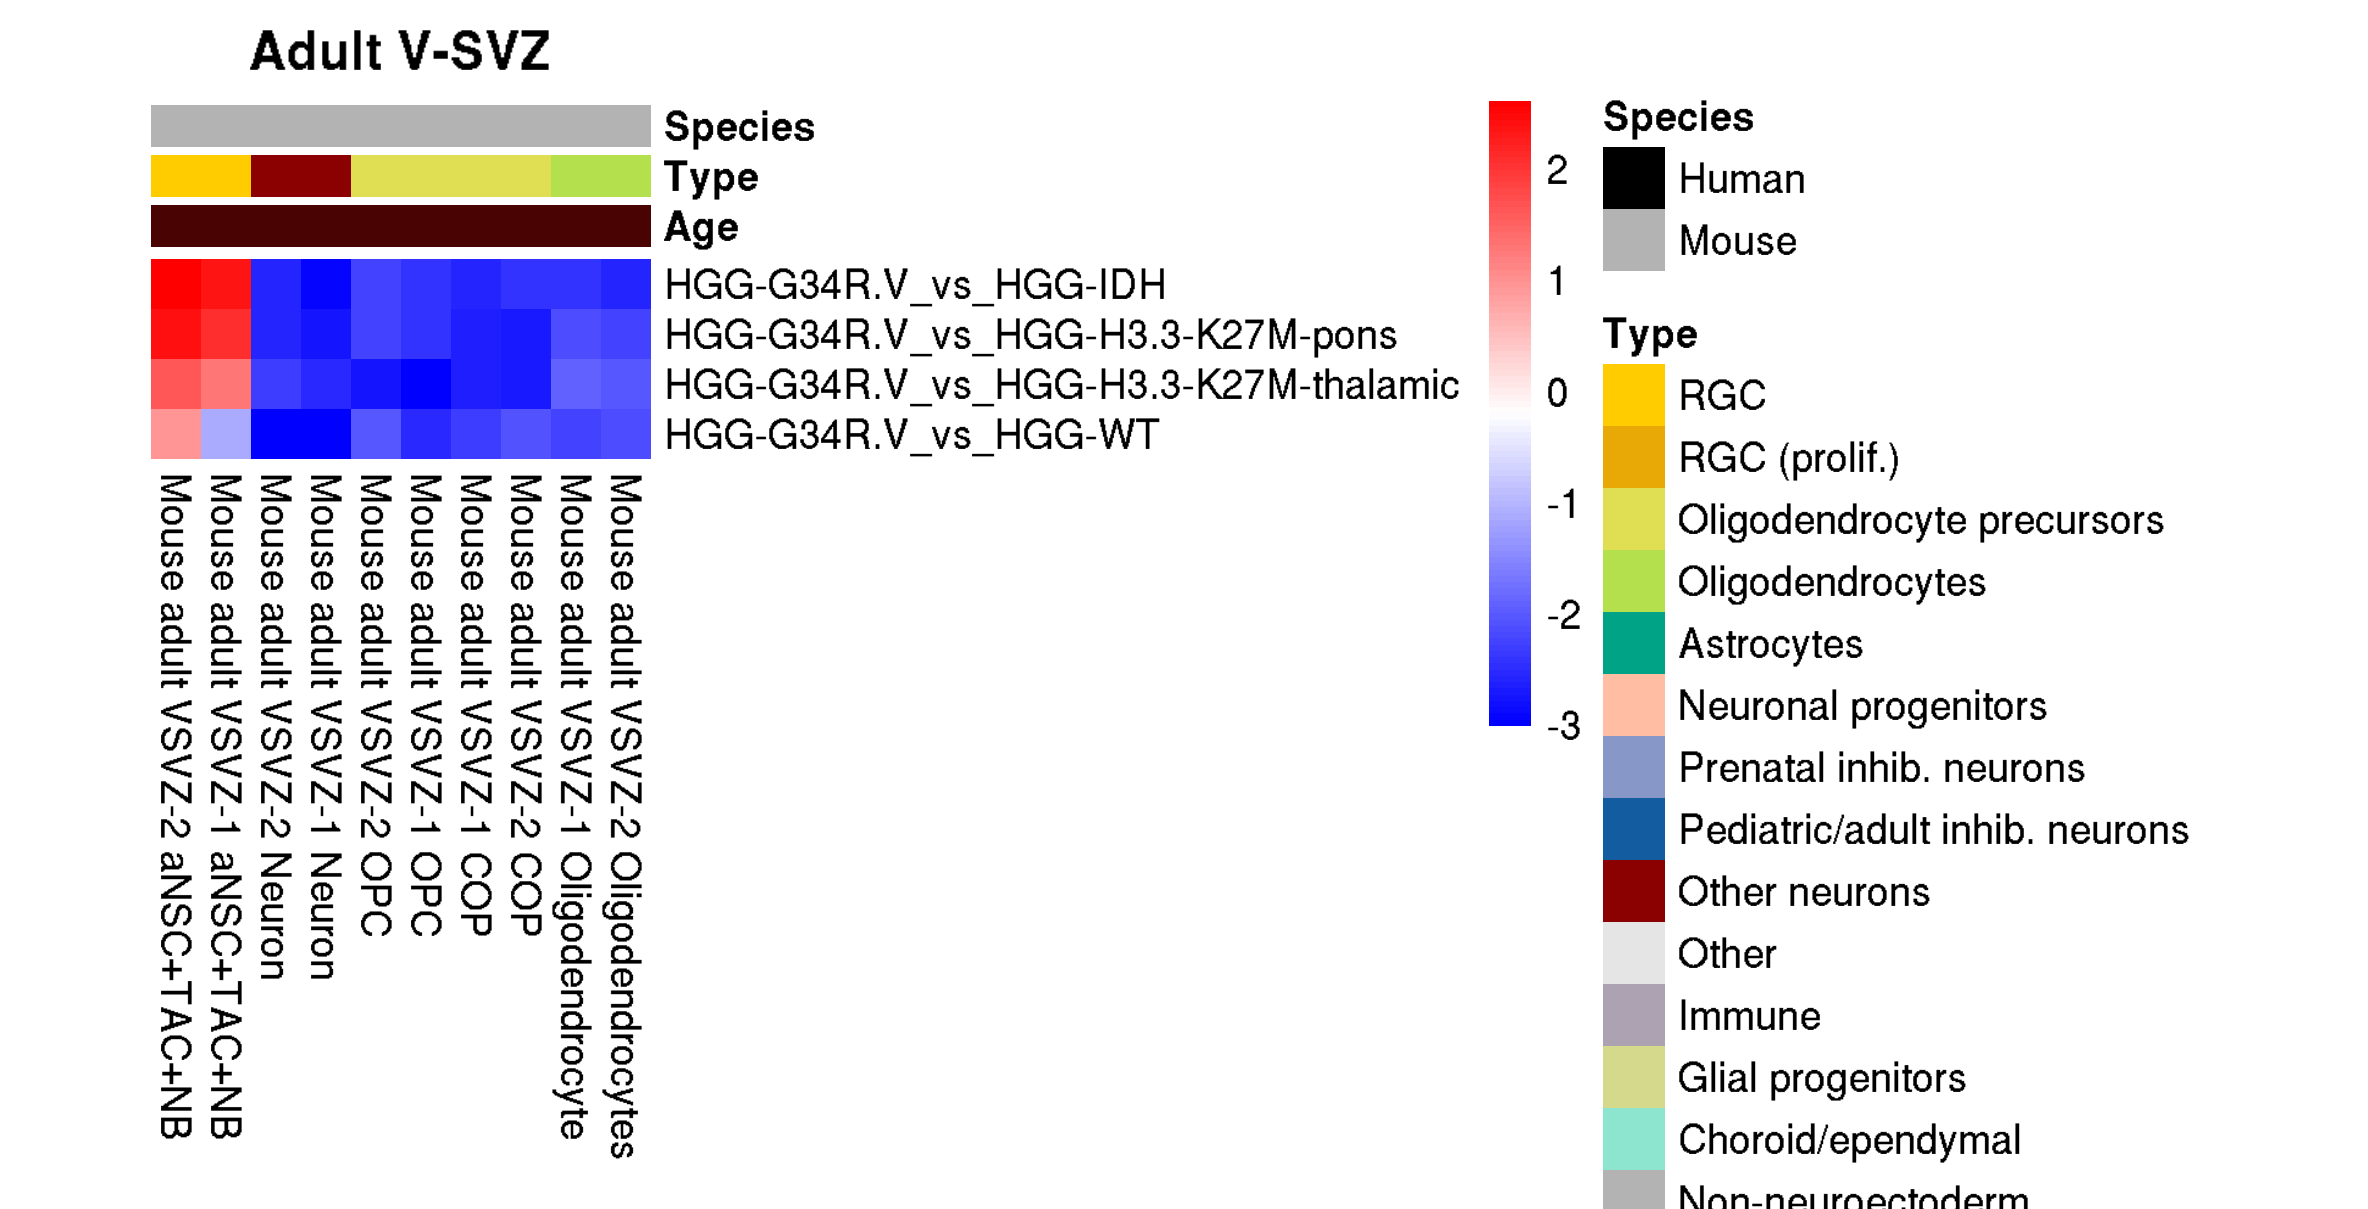 Adult V-SVZ
Species
Type
Age
HGG-G34R.V_vs_HGG-IDH
HGG-G34R.V_vs_HGG-H3.3-K27M-pons
HGG-G34R.V_vs_HGG-H3.3-K27M-thalamic
HGG-G34R.V_vs_HGG-WT
Mouse adult VSVZ-2 aNSC+TAC+NB
Mouse adult VSVZ-1 aNSC+TAC+NB
Mouse adult VSVZ-2 Neuron
Mouse adult VSVZ-1 Neuron
Mouse adult VSVZ-2 OPC
Mouse adult VSVZ-1 OPC
Mouse adult VSVZ-1 COP
Mouse adult VSVZ-2 COP
Mouse adult VSVZ-1 Oligodendrocyte
Mouse adult VSVZ-2 Oligodendrocytes
2
1
0
-1
-2
-3
Species
Human
Mouse
Type
RGC
RGC (prolif.)
Oligodendrocyte precursors
Oligodendrocytes
Astrocytes
Neuronal progenitors
Prenatal inhib. neurons
Pediatric/adult inhib. neurons
Other neurons
Other
Immune
Glial progenitors
Choroid/ependymal
Non-neuroectoderm